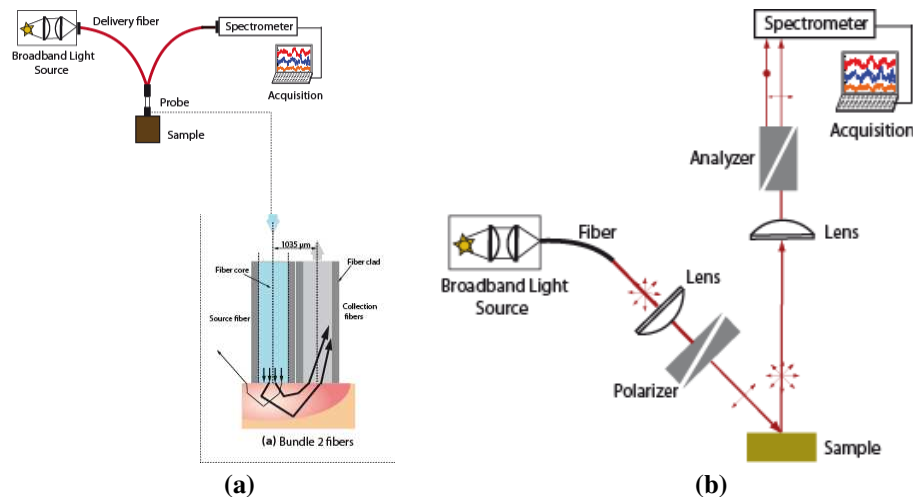 Delivery fiber
Spectrometer
Broadband Light
Source
Acquisition
Probe
Sample
1035 µm
Fiber core
Fiber clad
Source fiber
Collection
fibers
(a) Bundle 2 fibers
(a)
Spectrometer
Acquisition
Analyzer
Lens
Fiber
Broadband Light
Source
Lens
Polarizer
Sample
(b)